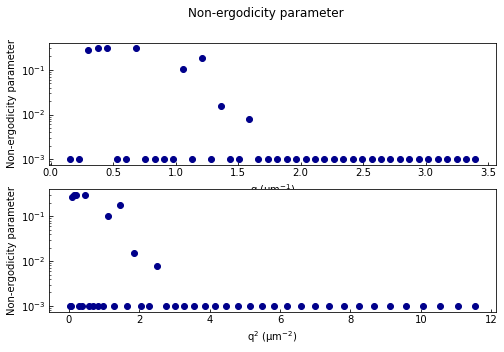 Non-ergodicity parameter
Non-ergodicity parameter
10⁻¹
10⁻²
10⁻³
0.0 0.5 1.0 1.5 2.0 2.5 3.0 3.5
q (μm⁻¹)
Non-ergodicity parameter
10⁻¹
10⁻²
10⁻³
0 2 4 6 8 10 12
q² (μm⁻²)